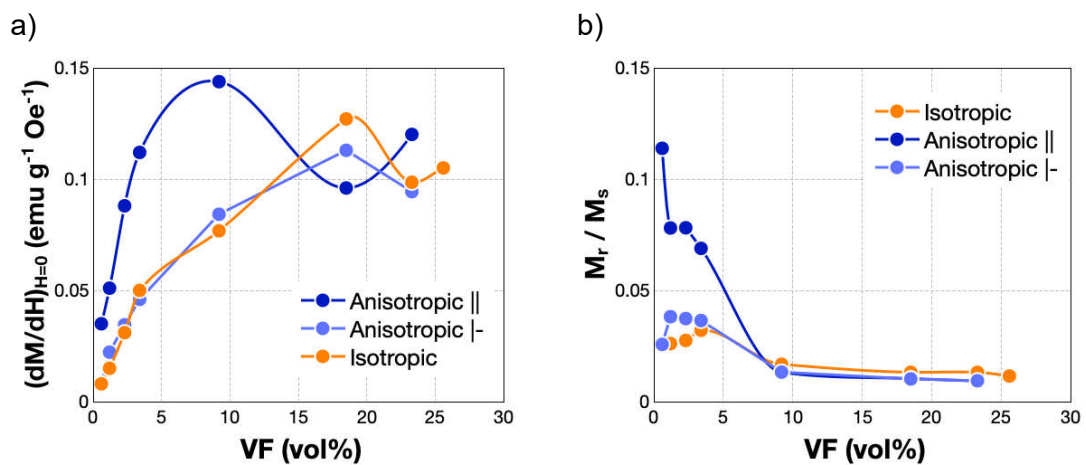 a)
0.15
0.1
0.05
0
0 5 10 15 20 25 30
(dM/dH)H=0 (emu g-1 Oe-1)
VF (vol%)
Anisotropic ||
Anisotropic |-
Isotropic
b)
0.15
0.1
0.05
0
0 5 10 15 20 25 30
Mr / Ms
VF (vol%)
Isotropic
Anisotropic ||
Anisotropic |-